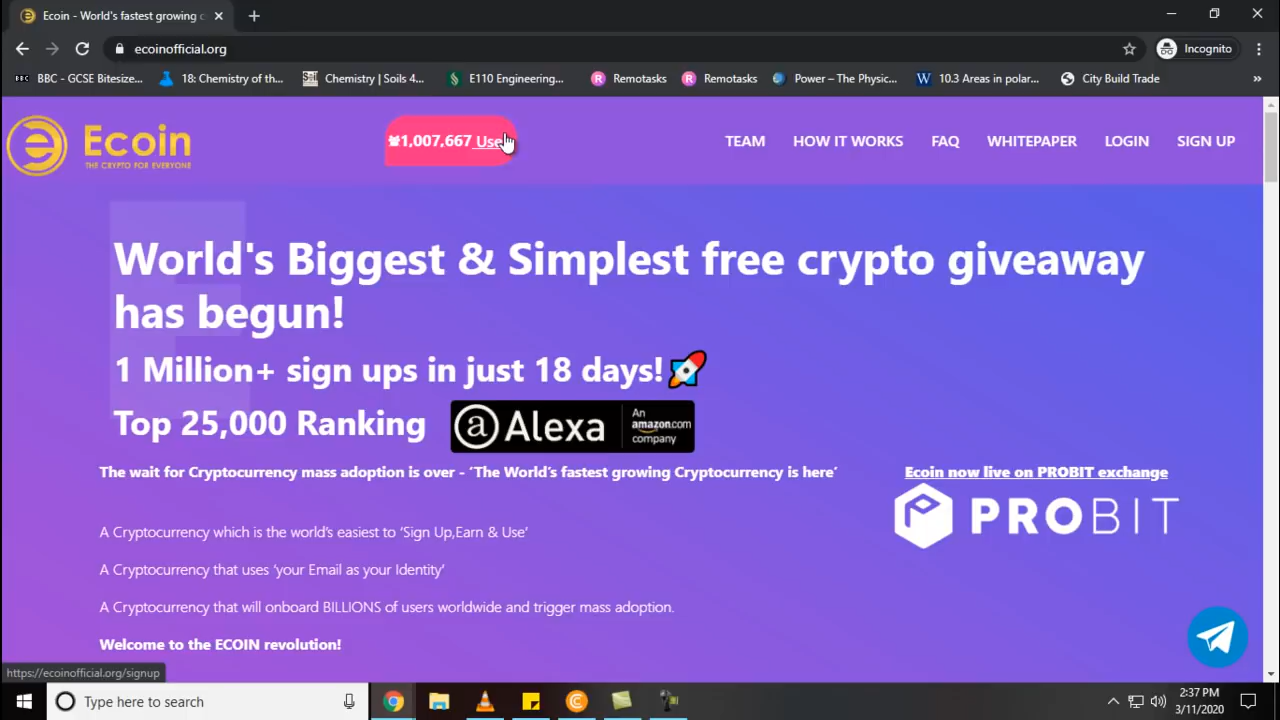 Ecoin - World's fastest growing c
ecoinofficial.org
Incognito
BBC BBC - GCSE Bitesize...
18: Chemistry of th...
Chemistry | Soils 4...
E110 Engineering...
Remotasks
Remotasks
Power – The Physic...
W 10.3 Areas in polar...
City Build Trade
»
Ecoin
THE CRYPTO FOR EVERYONE
1,007,667 Use
TEAM
HOW IT WORKS
FAQ
WHITEPAPER
LOGIN
SIGN UP
World's Biggest & Simplest free crypto giveaway
has begun!
1 Million+ sign ups in just 18 days!🚀
Top 25,000 Ranking
a Alexa
An
amazon.com
company
The wait for Cryptocurrency mass adoption is over - ‘The World’s fastest growing Cryptocurrency is here’
Ecoin now live on PROBIT exchange
PROBIT
A Cryptocurrency which is the world’s easiest to ‘Sign Up,Earn & Use’
A Cryptocurrency that uses ‘your Email as your Identity’
A Cryptocurrency that will onboard BILLIONS of users worldwide and trigger mass adoption.
Welcome to the ECOIN revolution!
https://ecoinofficial.org/signup
Type here to search
2:37 PM
3/11/2020